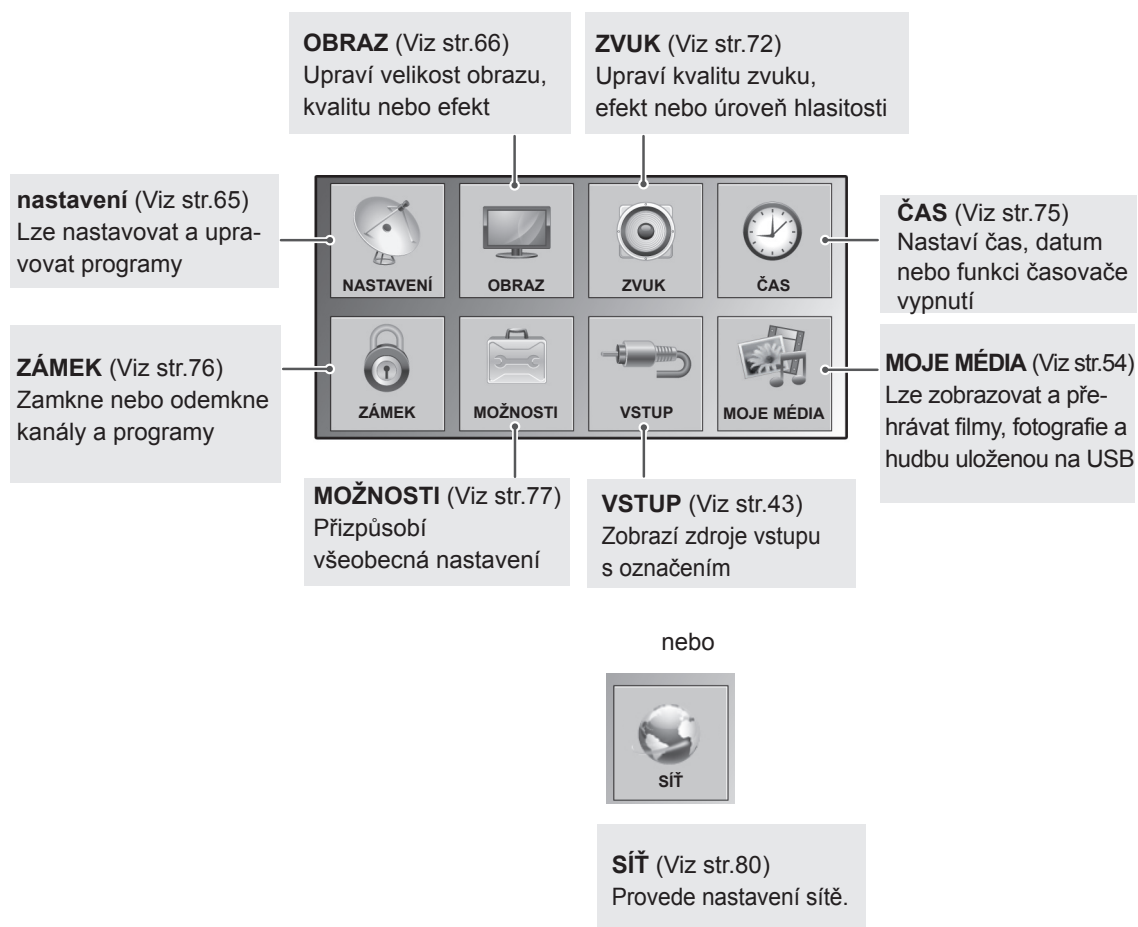 OBRAZ (Viz str.66)
Upraví velikost obrazu,
kvalitu nebo efekt
ZVUK (Viz str.72)
Upraví kvalitu zvuku,
efekt nebo úroveň hlasitosti
nastavení (Viz str.65)
Lze nastavovat a upra-
vovat programy
ČAS (Viz str.75)
Nastaví čas, datum
nebo funkci časovače
vypnutí
NASTAVENÍ
OBRAZ
ZVUK
ČAS
ZÁMEK (Viz str.76)
Zamkne nebo odemkne
kanály a programy
MOJE MÉDIA (Viz str.54)
Lze zobrazovat a pře-
hrávat filmy, fotografie a
hudbu uloženou na USB
ZÁMEK
MOŽNOSTI
VSTUP
MOJE MÉDIA
MOŽNOSTI (Viz str.77)
Přizpůsobí
všeobecná nastavení
VSTUP (Viz str.43)
Zobrazí zdroje vstupu
s označením
nebo
SÍŤ
SÍŤ (Viz str.80)
Provede nastavení sítě.